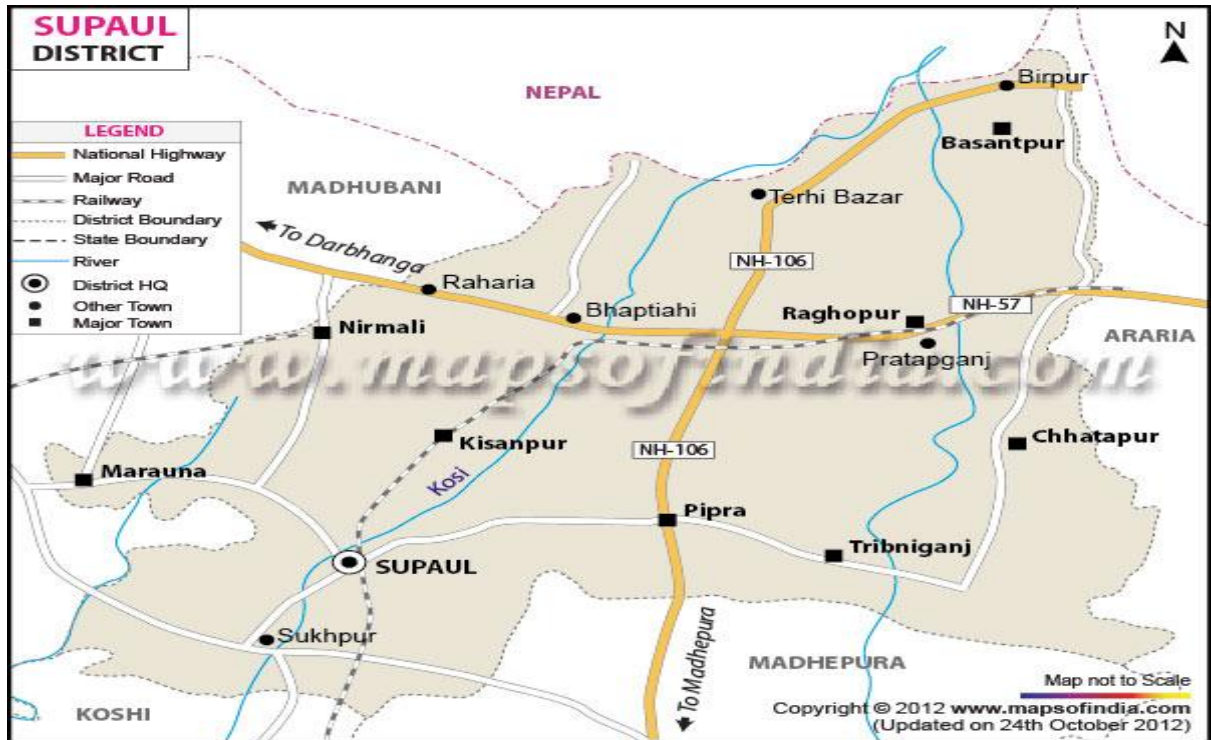 SUPAUL
DISTRICT
N
NEPAL
Birpur
Basantpur
LEGEND
National Highway
Major Road
Railway
District Boundary
State Boundary
River
District HQ
Other Town
Major Town
MADHUBANI
To Darbhanga
Terhi Bazar
NH-106
Raharia
Bhaptiahi
Raghopur
NH-57
Nirmali
Pratapganj
ARARIA
www.mapsofindia.com
Kisanpur
NH-106
Chhatapur
Marauna
Kosi
Pipra
Tribniganj
SUPAUL
Sukhpur
To Madhepura
MADHEPURA
KOSHI
Map not to Scale
Copyright © 2012 www.mapsofindia.com
(Updated on 24th October 2012)